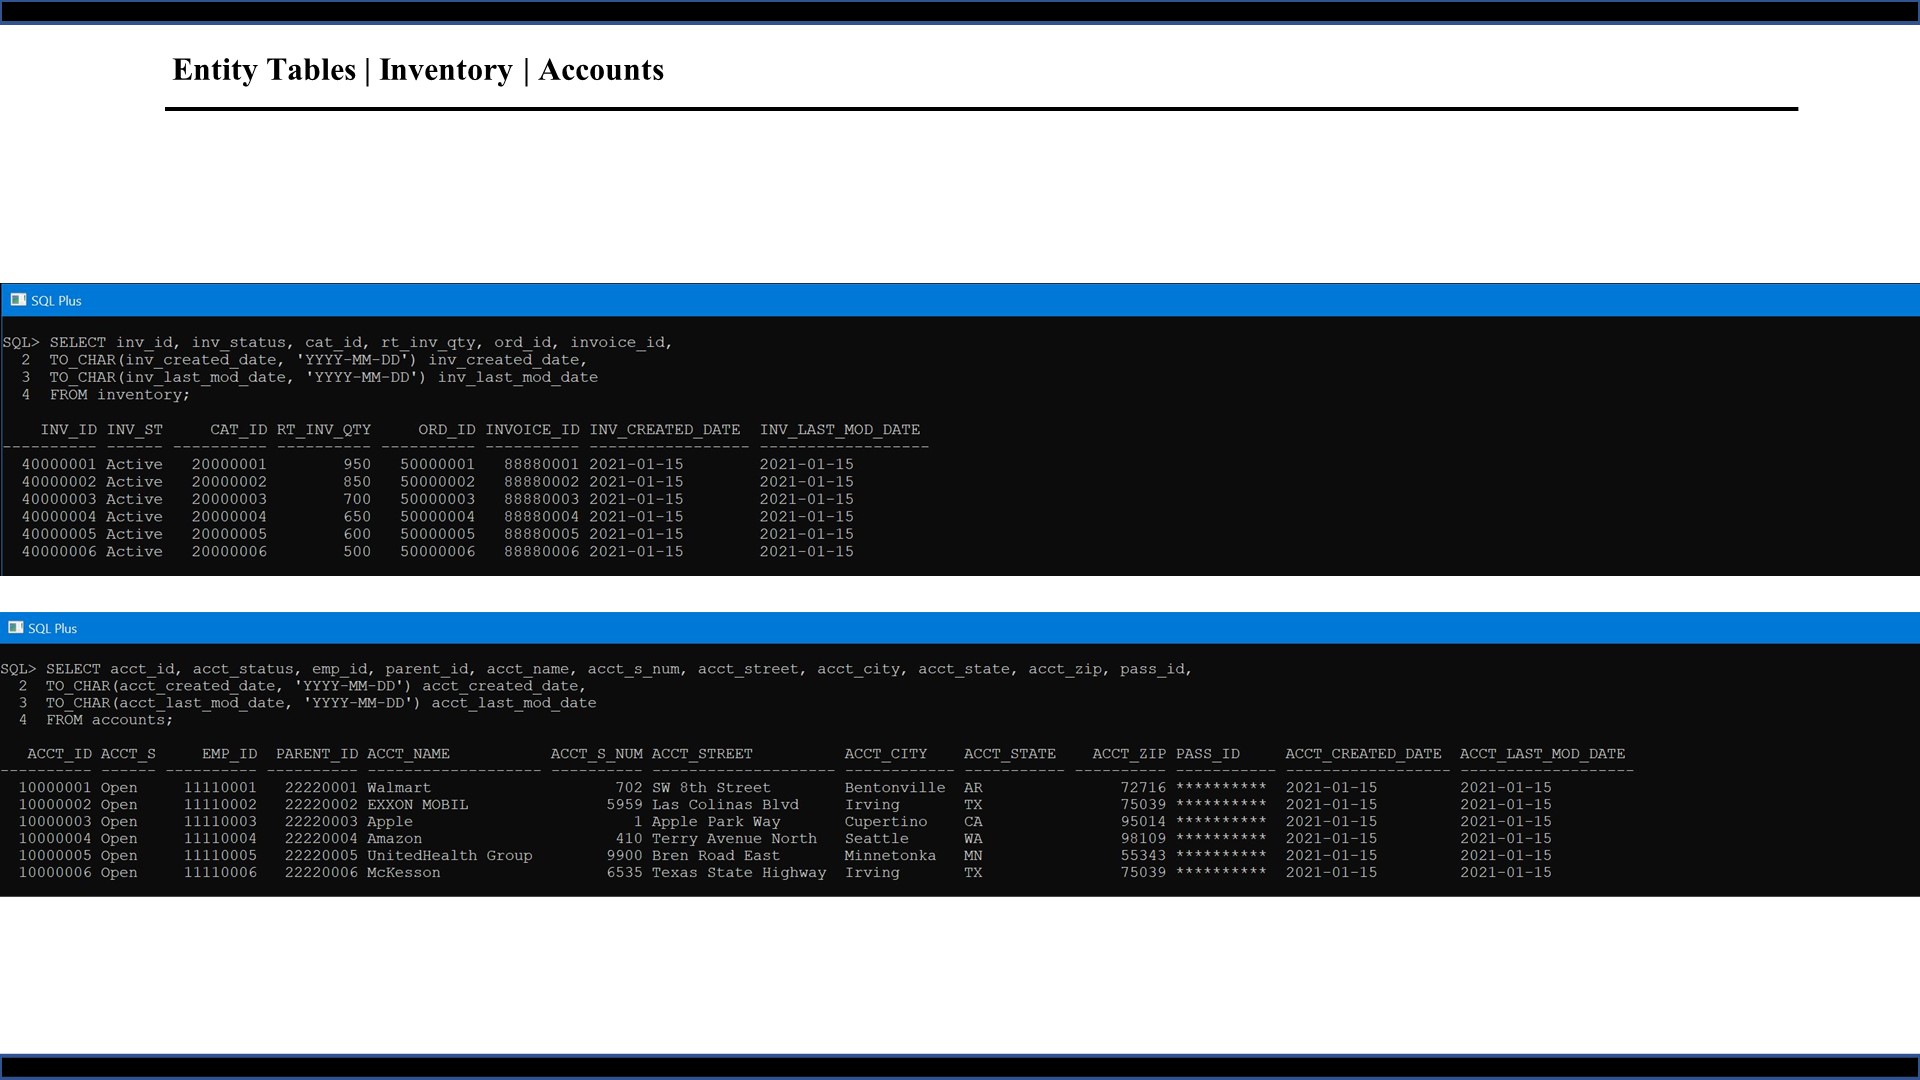 Entity Tables | Inventory | Accounts
SQL Plus
SQL> SELECT inv_id, inv_status, cat_id, rt_inv_qty, ord_id, invoice_id,
2 TO_CHAR(inv_created_date, 'YYYY-MM-DD') inv_created_date,
3 TO_CHAR(inv_last_mod_date, 'YYYY-MM-DD') inv_last_mod_date
4 FROM inventory;
INV_ID INV_ST CAT_ID RT_INV_QTY ORD_ID INVOICE_ID INV_CREATED_DATE INV_LAST_MOD_DATE
---------- ------ ---------- ---------- ---------- ---------- ----------------- ------------------
40000001 Active 20000001 950 50000001 88880001 2021-01-15 2021-01-15
40000002 Active 20000002 850 50000002 88880002 2021-01-15 2021-01-15
40000003 Active 20000003 700 50000003 88880003 2021-01-15 2021-01-15
40000004 Active 20000004 650 50000004 88880004 2021-01-15 2021-01-15
40000005 Active 20000005 600 50000005 88880005 2021-01-15 2021-01-15
40000006 Active 20000006 500 50000006 88880006 2021-01-15 2021-01-15
SQL Plus
SQL> SELECT acct_id, acct_status, emp_id, parent_id, acct_name, acct_s_num, acct_street, acct_city, acct_state, acct_zip, pass_id,
2 TO_CHAR(acct_created_date, 'YYYY-MM-DD') acct_created_date,
3 TO_CHAR(acct_last_mod_date, 'YYYY-MM-DD') acct_last_mod_date
4 FROM accounts;
ACCT_ID ACCT_S EMP_ID PARENT_ID ACCT_NAME ACCT_S_NUM ACCT_STREET ACCT_CITY ACCT_STATE ACCT_ZIP PASS_ID ACCT_CREATED_DATE ACCT_LAST_MOD_DATE
---------- ------ ---------- ---------- ------------------- ---------- -------------------- ------------ ----------- ---------- ----------- ------------------ -------------------
10000001 Open 11110001 22220001 Walmart 702 SW 8th Street Bentonville AR 72716 ********** 2021-01-15 2021-01-15
10000002 Open 11110002 22220002 EXXON MOBIL 5959 Las Colinas Blvd Irving TX 75039 ********** 2021-01-15 2021-01-15
10000003 Open 11110003 22220003 Apple 1 Apple Park Way Cupertino CA 95014 ********** 2021-01-15 2021-01-15
10000004 Open 11110004 22220004 Amazon 410 Terry Avenue North Seattle WA 98109 ********** 2021-01-15 2021-01-15
10000005 Open 11110005 22220005 UnitedHealth Group 9900 Bren Road East Minnetonka MN 55343 ********** 2021-01-15 2021-01-15
10000006 Open 11110006 22220006 McKesson 6535 Texas State Highway Irving TX 75039 ********** 2021-01-15 2021-01-15